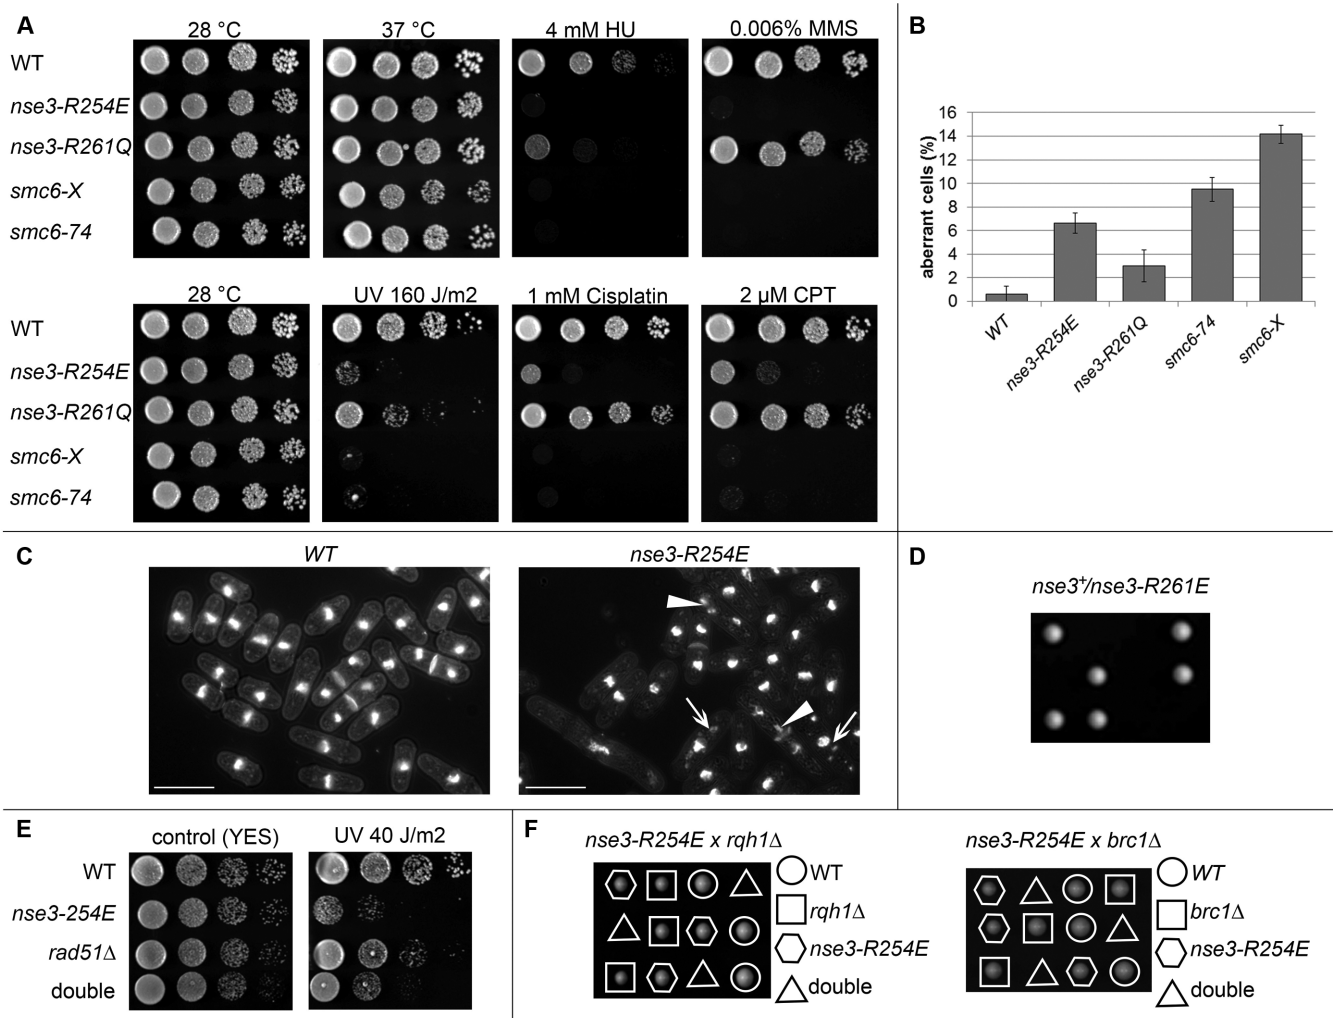 A
28 °C
37 °C
4 mM HU
0.006% MMS
WT
nse3-R254E
nse3-R261Q
smc6-X
smc6-74
28 °C
UV 160 J/m2
1 mM Cisplatin
2 µM CPT
WT
nse3-R254E
nse3-R261Q
smc6-X
smc6-74
B
aberrant cells (%)
16
14
12
10
8
6
4
2
0
WT
nse3-R254E
nse3-R261Q
smc6-74
smc6-X
C
WT
nse3-R254E
D
nse3+/nse3-R261E
E
control (YES)
UV 40 J/m2
WT
nse3-254E
rad51Δ
double
F
nse3-R254E x rqh1Δ
WT
rqh1Δ
nse3-R254E
double
nse3-R254E x brc1Δ
WT
brc1Δ
nse3-R254E
double